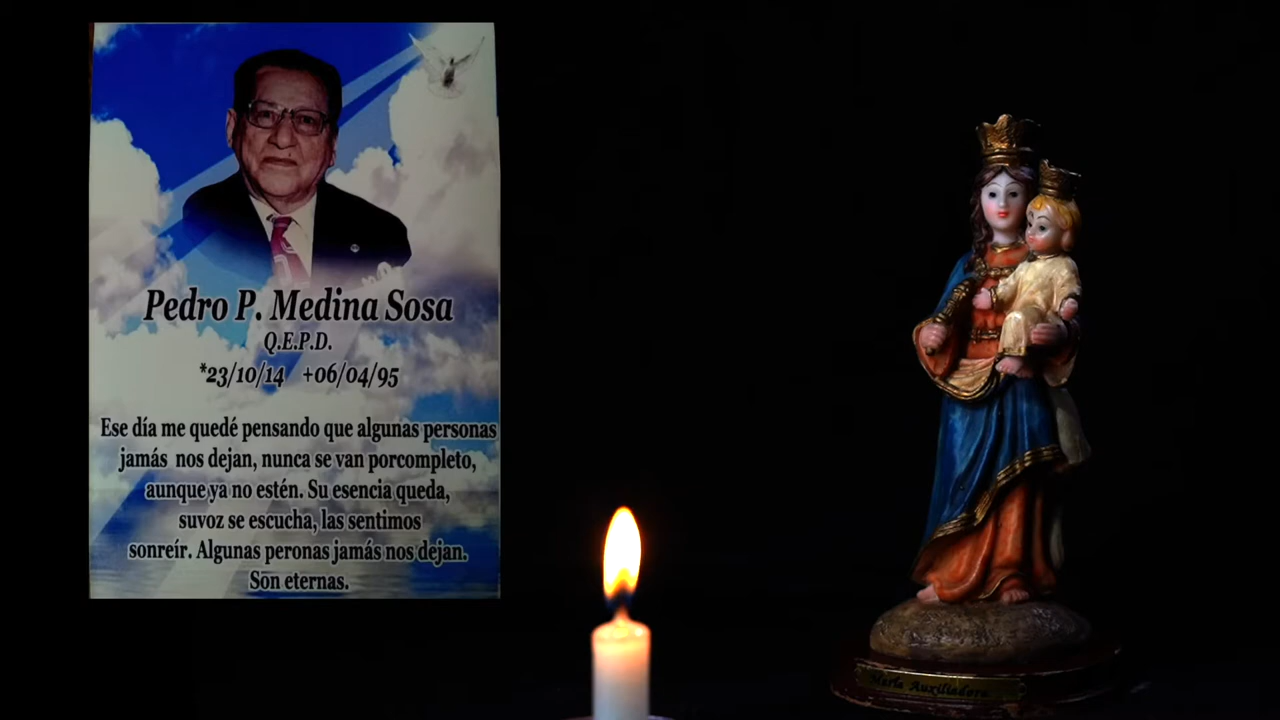 Pedro P. Medina Sosa
Q.E.P.D.
*23/10/14 +06/04/95
Ese día me quedé pensando que algunas personas
jamás nos dejan, nunca se van porcompleto,
aunque ya no estén. Su esencia queda,
suvoz se escucha, las sentimos
sonreír. Algunas peronas jamás nos dejan.
Son eternas.
María Auxiliadora